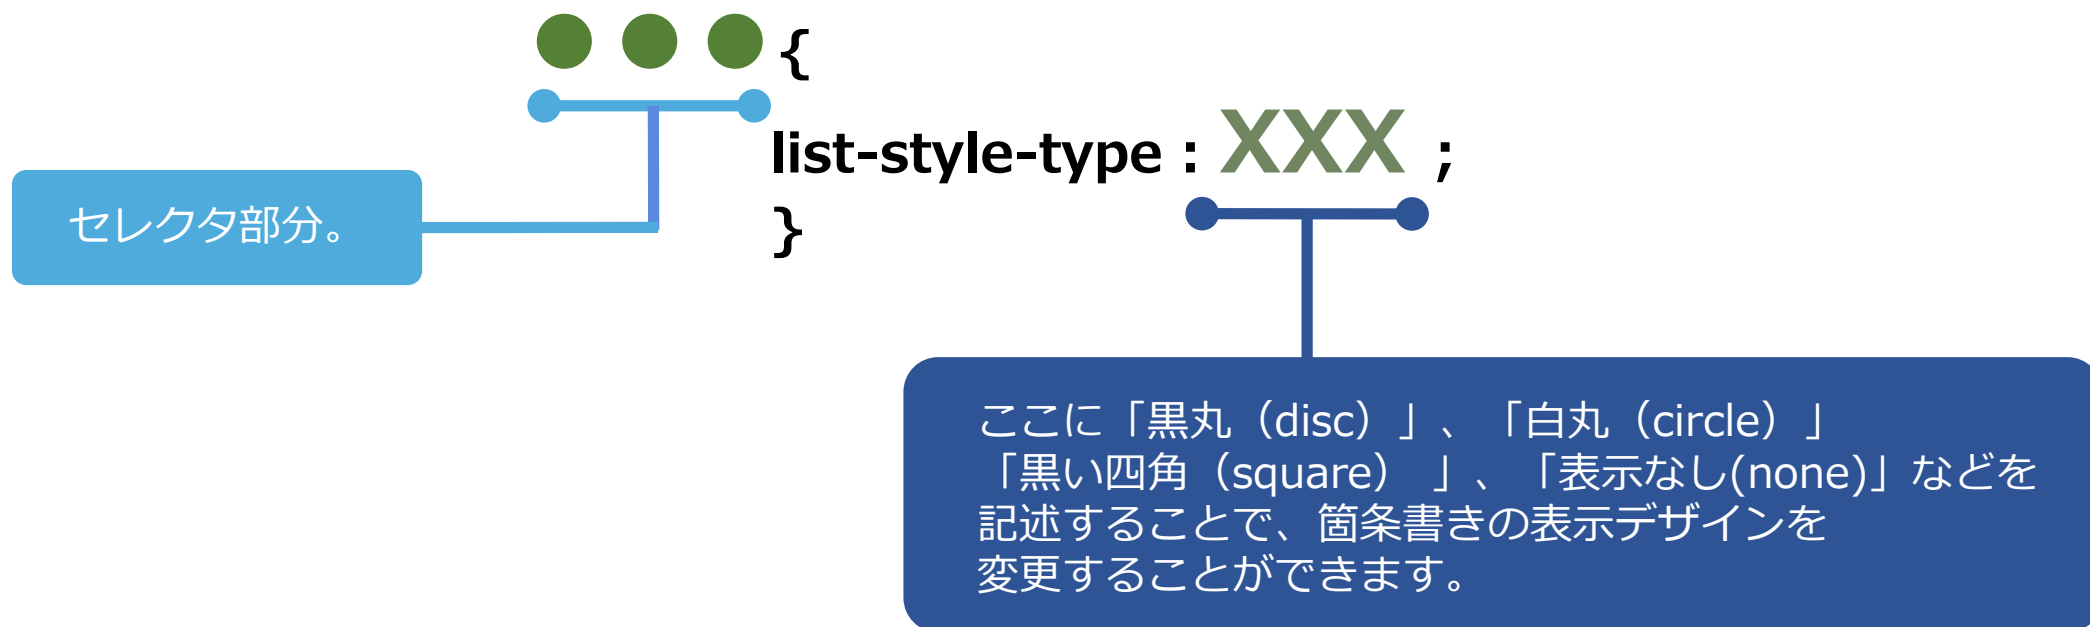 ●●●{
list-style-type : XXX ;
}
セレクタ部分。
ここに「黒丸（disc）」、「白丸（circle）」
「黒い四角（square） 」、「表示なし(none)」などを
記述することで、箇条書きの表示デザインを
変更することができます。